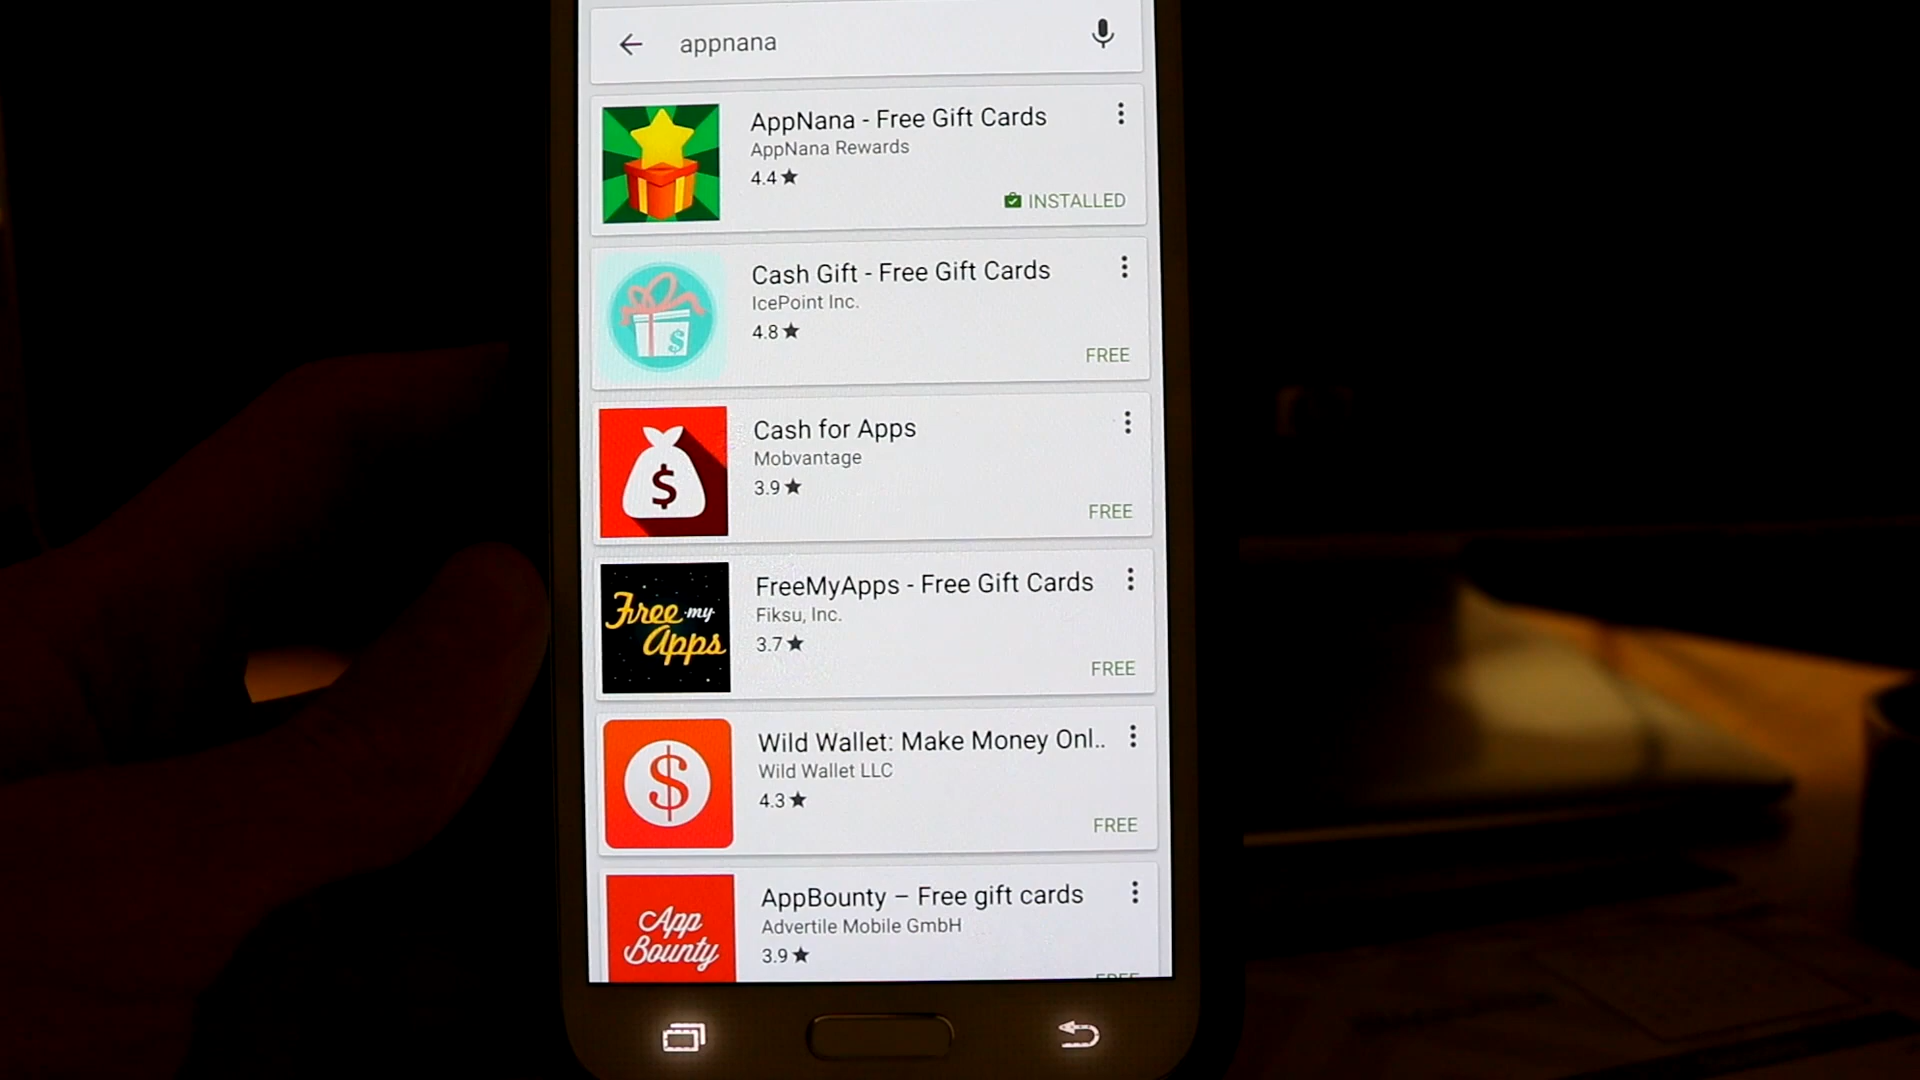 appnana
AppNana - Free Gift Cards
AppNana Rewards
4.4★
INSTALLED
Cash Gift - Free Gift Cards
IcePoint Inc.
4.8★
$
FREE
Cash for Apps
Mobvantage
$
3.9★
FREE
FreeMyApps - Free Gift Cards
Free my
Apps
Fiksu, Inc.
3.7★
FREE
Wild Wallet: Make Money Onl..
Wild Wallet LLC
$
4.3★
FREE
AppBounty – Free gift cards
App
Bounty
Advertile Mobile GmbH
3.9★
FREE